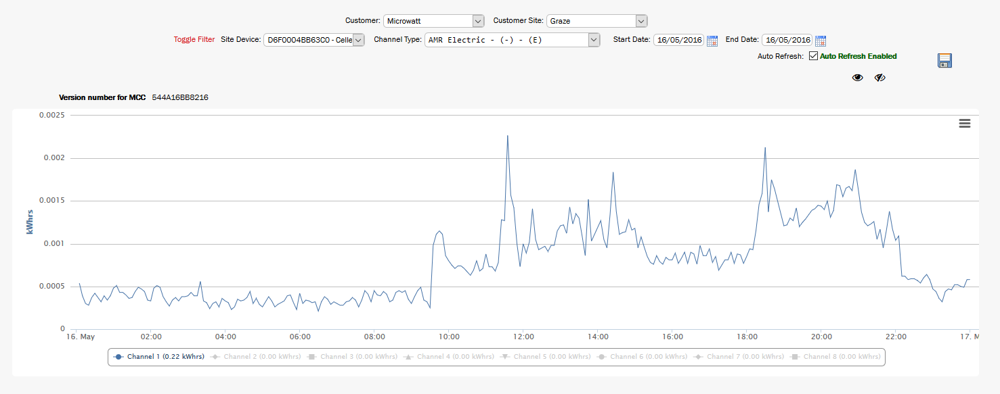 Customer: Microwatt Customer Site: Graze
Toggle Filter Site Device: D6F0004BB63C0 - Celle Channel Type: AMR Electric - (-) - (E) Start Date: 16/05/2016 End Date: 16/05/2016
Auto Refresh: Auto Refresh Enabled
Version number for MCC 544A16BB8216
0.0025
0.002
0.0015
0.001
0.0005
0
kWhrs
16. May 02:00 04:00 06:00 08:00 10:00 12:00 14:00 16:00 18:00 20:00 22:00 17. M
Channel 1 (0.22 kWhrs) Channel 2 (0.00 kWhrs) Channel 3 (0.00 kWhrs) Channel 4 (0.00 kWhrs) Channel 5 (0.00 kWhrs) Channel 6 (0.00 kWhrs) Channel 7 (0.00 kWhrs) Channel 8 (0.00 kWhrs)